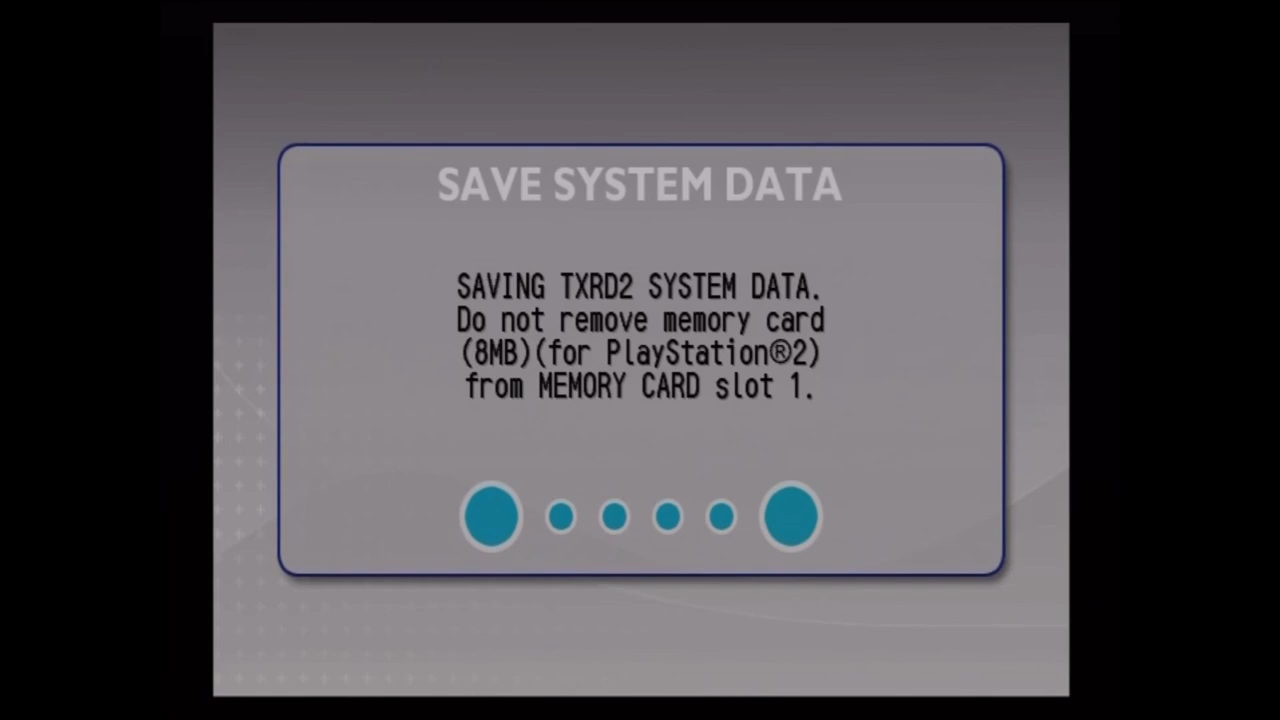 SAVE SYSTEM DATA
SAVING TXRD2 SYSTEM DATA.
Do not remove memory card
(8MB)(for PlayStation®2)
from MEMORY CARD slot 1.